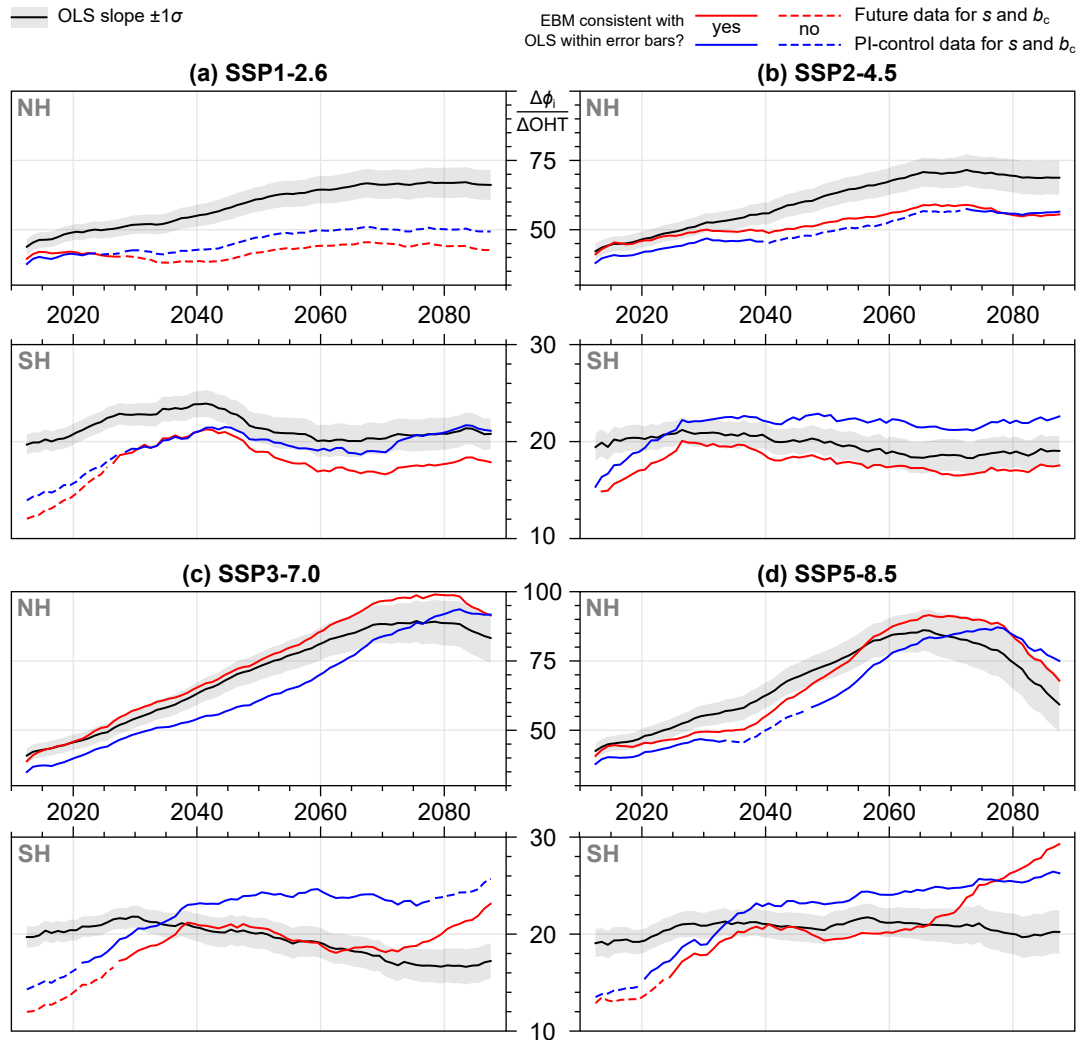 OLS slope ±1σ
EBM consistent with OLS within error bars? yes no
Future data for s and b_c
PI-control data for s and b_c
(a) SSP1-2.6
(b) SSP2-4.5
NH
Δϕ_i
ΔOHT
NH
75
50
2020 2040 2060 2080
2020 2040 2060 2080
SH
30
SH
20
10
(c) SSP3-7.0
(d) SSP5-8.5
NH
100
NH
75
50
2020 2040 2060 2080
2020 2040 2060 2080
SH
30
SH
20
10